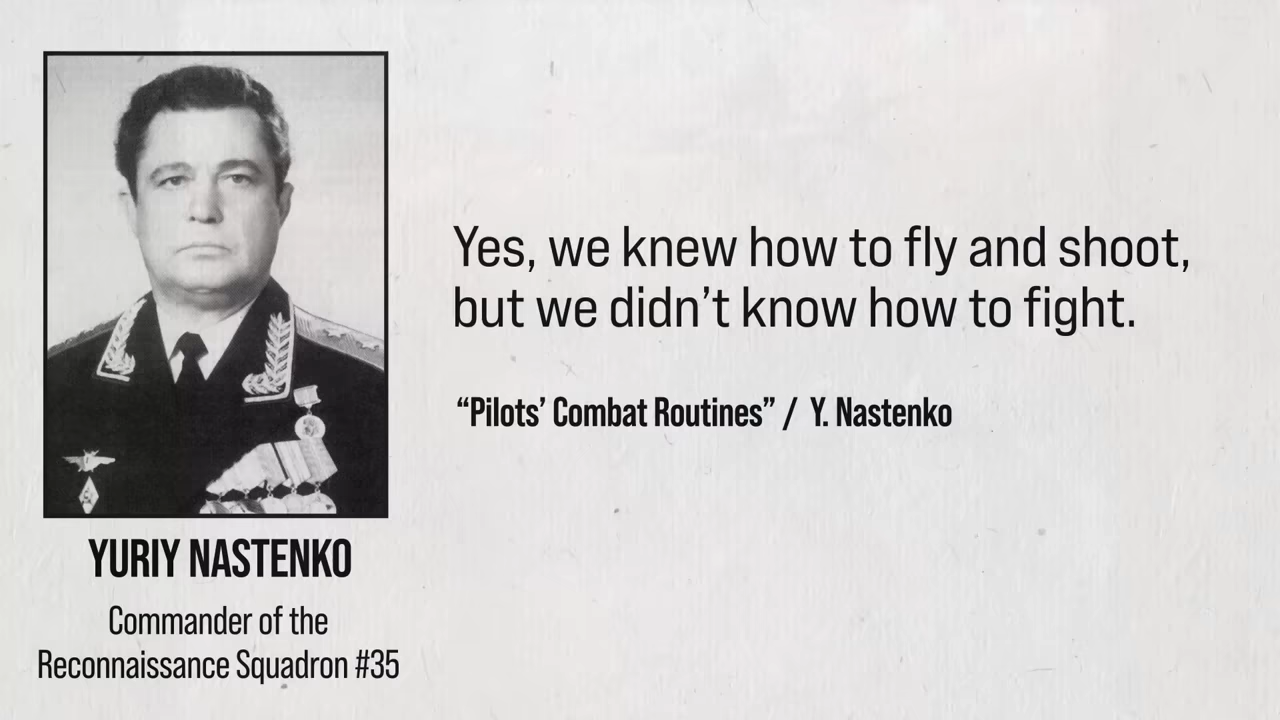 Yes, we knew how to fly and shoot,
but we didn’t know how to fight.
“Pilots’ Combat Routines” / Y. Nastenko
YURIY NASTENKO
Commander of the
Reconnaissance Squadron #35